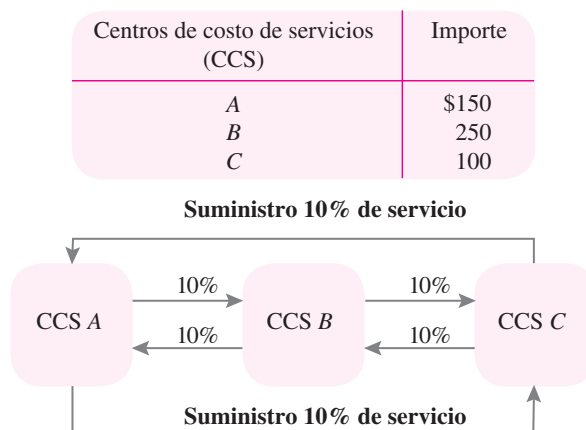 Centros de costo de servicios Importe
(CCS)
A $150
B 250
C 100
Suministro 10% de servicio
10% 10%
CCS A CCS B CCS C
10% 10%
Suministro 10% de servicio